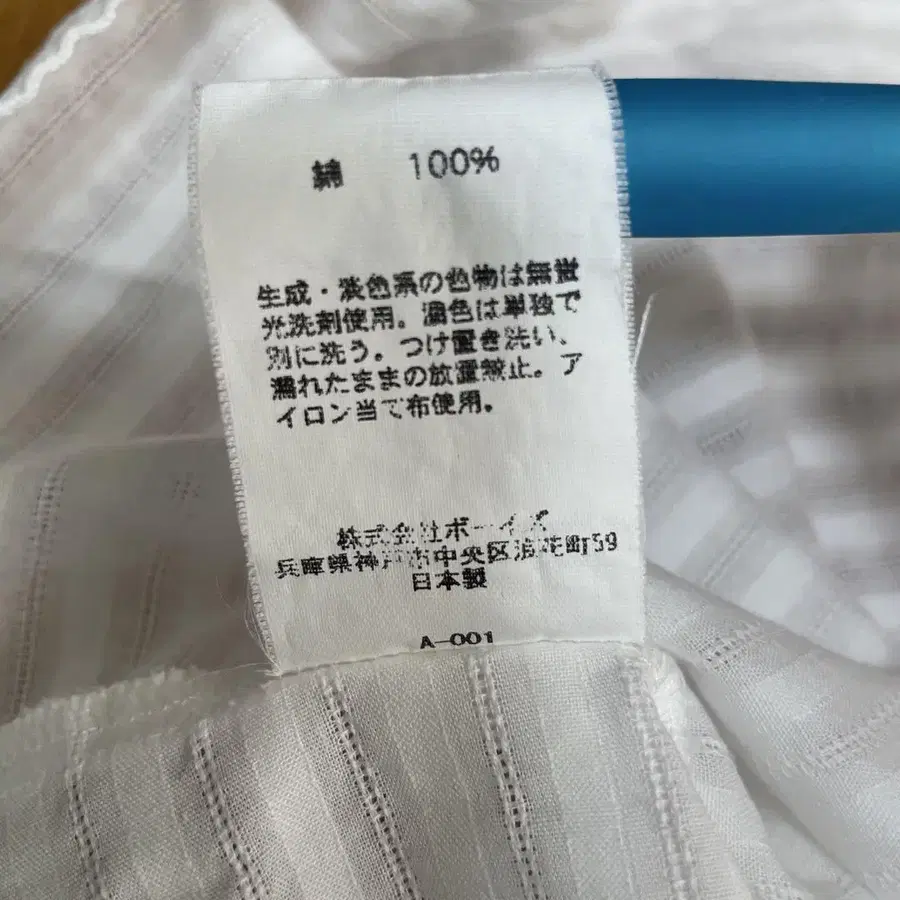 綿 100%
生成・淡色系の色物は無蛍
光洗剤使用。濃色は単独で
別に洗う。つけ置き洗い、
濡れたままの放置禁止。ア
イロン当て布使用。
株式会社ボーイズ
兵庫県神戸市中央区浪花町59
日本製
A-001